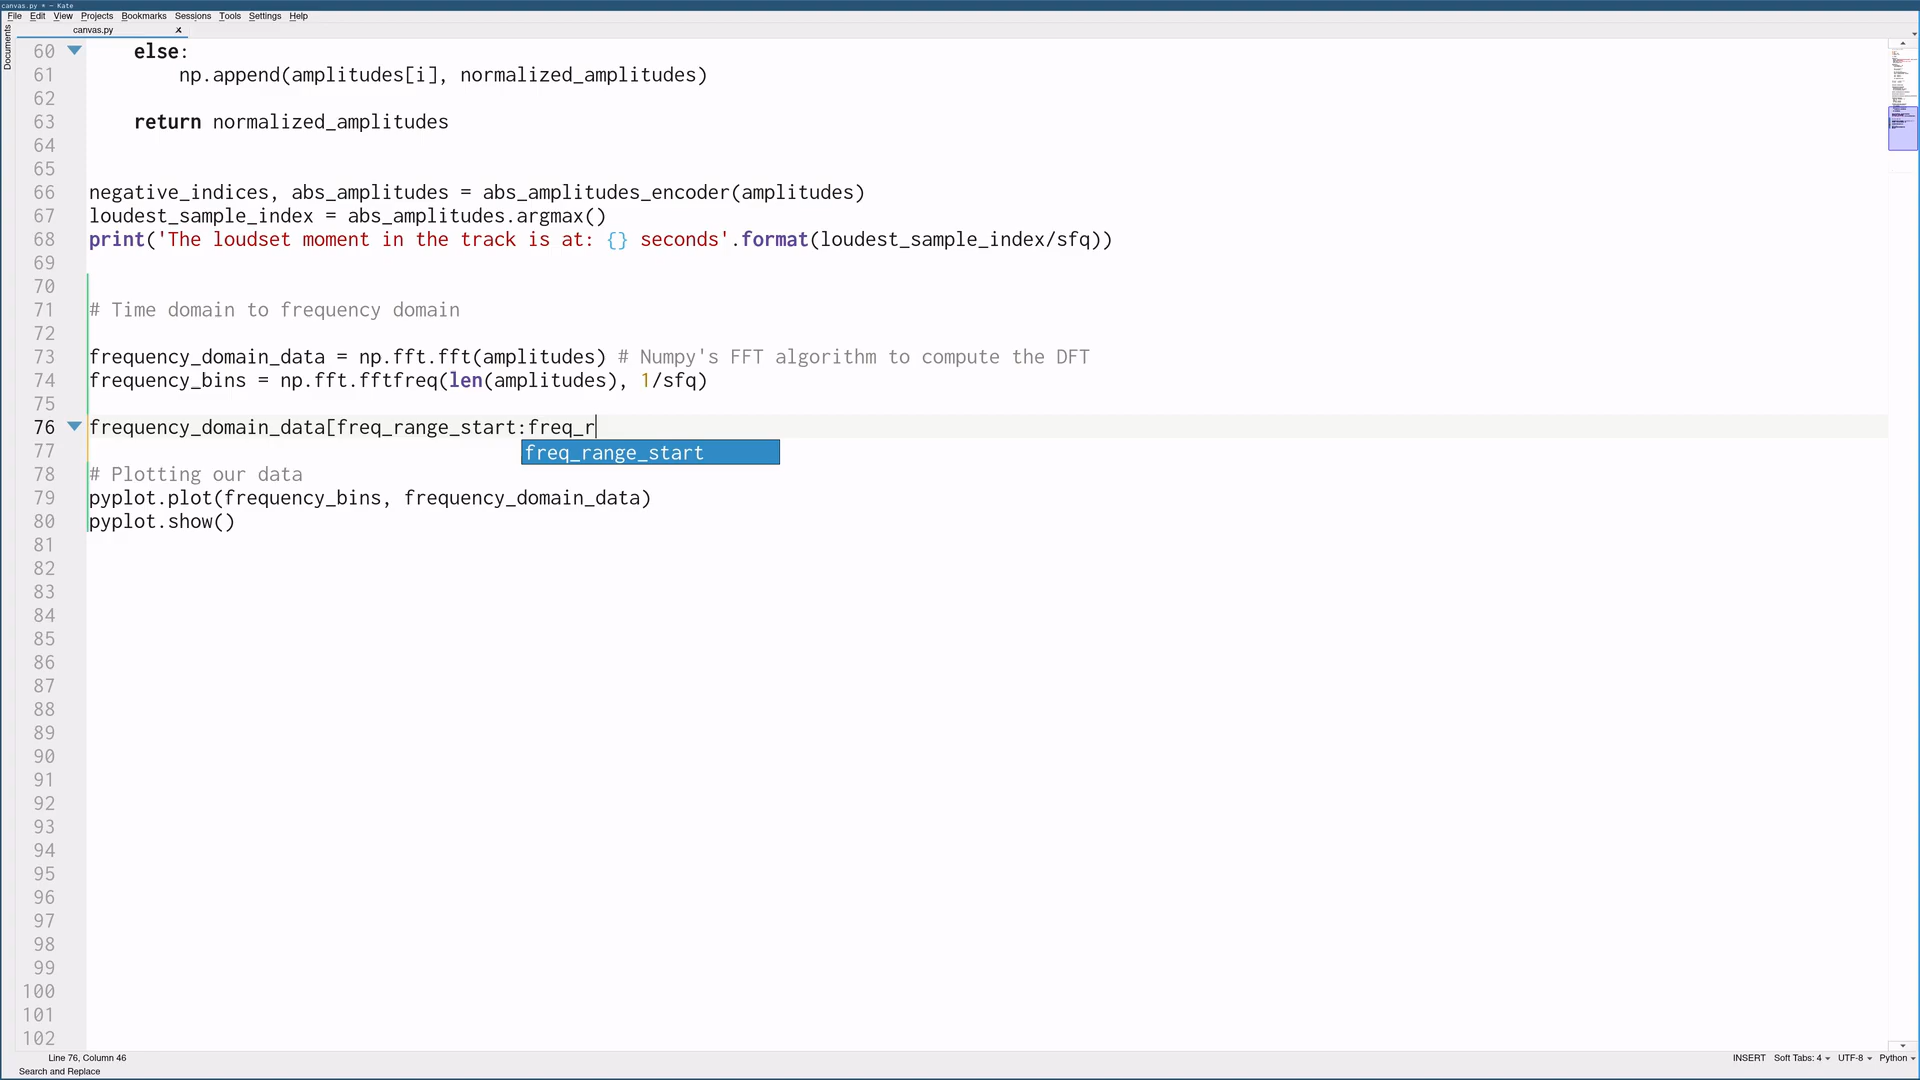 canvas.py * — Kate
File Edit View Projects Bookmarks Sessions Tools Settings Help
canvas.py x
Documents
60 else:
61 np.append(amplitudes[i], normalized_amplitudes)
62
63 return normalized_amplitudes
64
65
66 negative_indices, abs_amplitudes = abs_amplitudes_encoder(amplitudes)
67 loudest_sample_index = abs_amplitudes.argmax()
68 print('The loudset moment in the track is at: {} seconds'.format(loudest_sample_index/sfq))
69
70
71 # Time domain to frequency domain
72
73 frequency_domain_data = np.fft.fft(amplitudes) # Numpy's FFT algorithm to compute the DFT
74 frequency_bins = np.fft.fftfreq(len(amplitudes), 1/sfq)
75
76 frequency_domain_data[freq_range_start:freq_r
freq_range_start
77
78 # Plotting our data
79 pyplot.plot(frequency_bins, frequency_domain_data)
80 pyplot.show()
81
82
83
84
85
86
87
88
89
90
91
92
93
94
95
96
97
98
99
100
101
102
Line 76, Column 46 INSERT Soft Tabs: 4 UTF-8 Python
Search and Replace